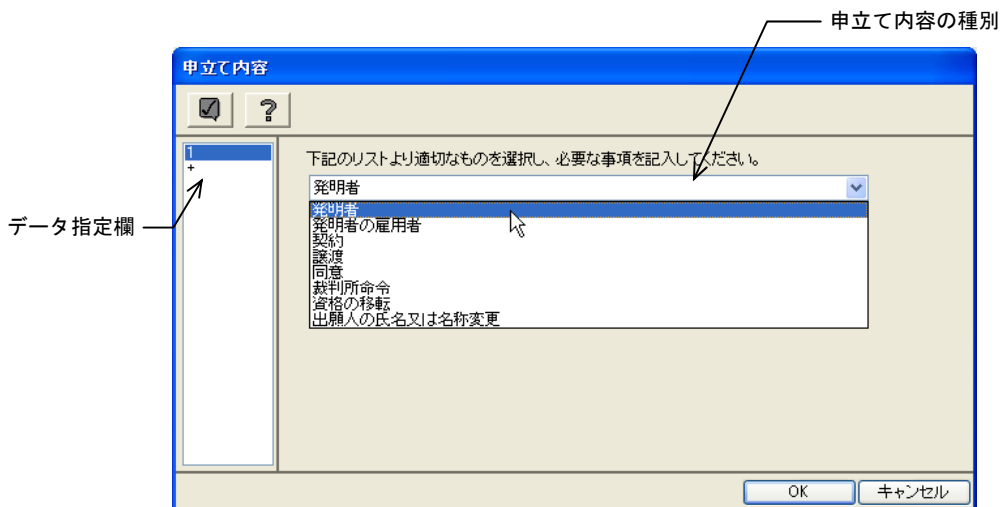 申立て内容の種別
申立て内容
?
1
+
下記のリストより適切なものを選択し、必要な事項を記入してください。
発明者
発明者
発明者の雇用者
契約
譲渡
同意
裁判所命令
資格の移転
出願人の氏名又は名称変更
データ指定欄
OK
キャンセル